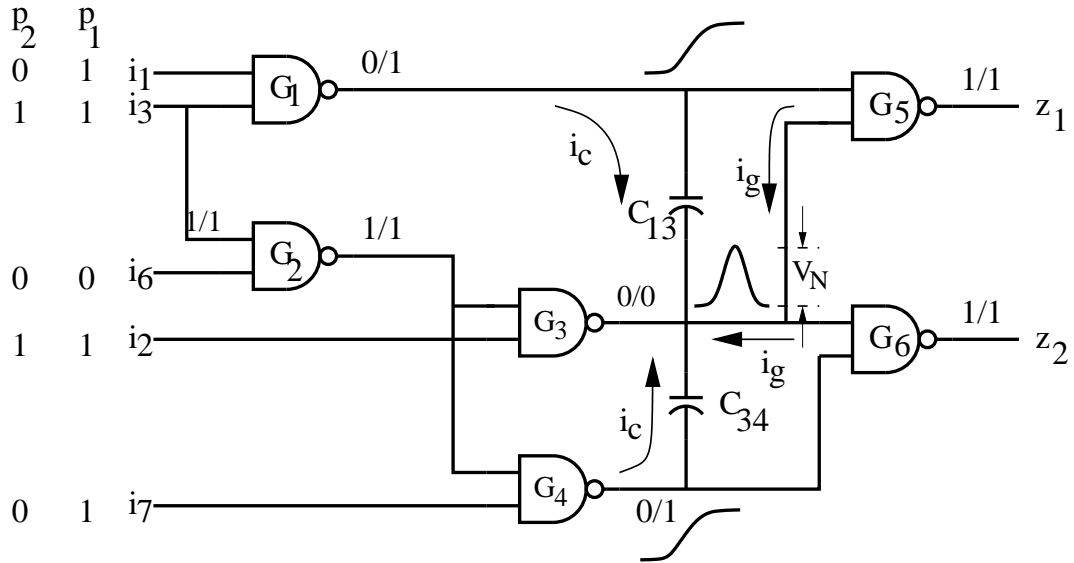 p2 p1
0/1
1/1
0 1 i1
G1
G5
z1
1 1 i3
ic
ig
C13
1/1
1/1
G2
VN
0 0 i6
0/0
1/1
G3
G6
z2
1 1 i2
ig
ic
C34
G4
0 1 i7
0/1